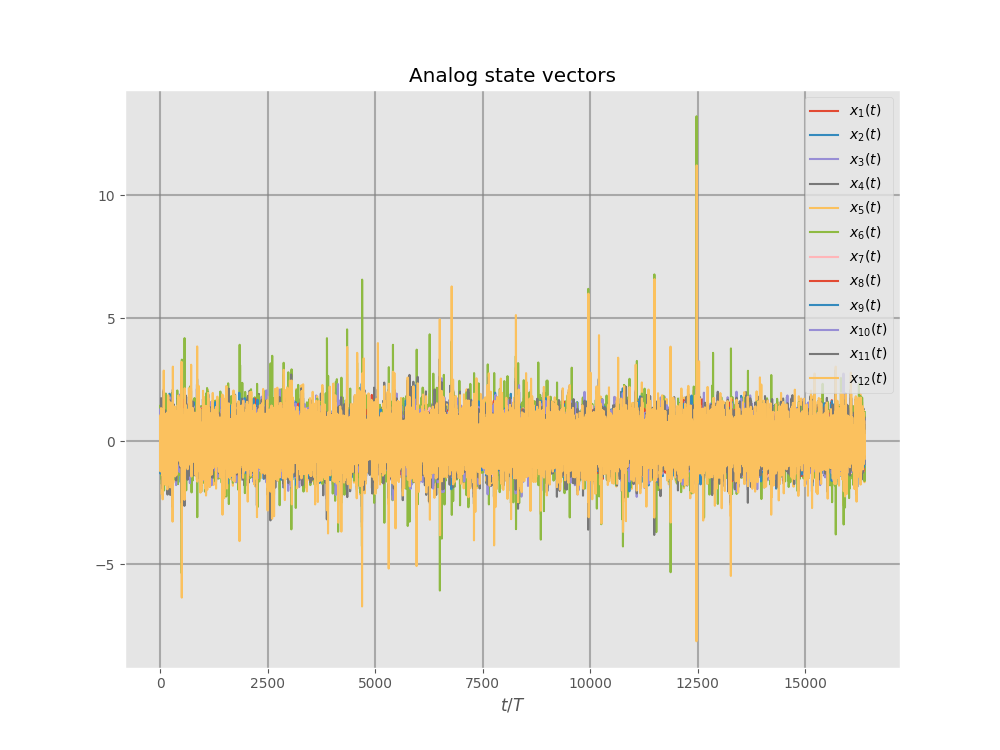 Analog state vectors
10
5
0
−5
0 2500 5000 7500 10000 12500 15000
t/T
x₁(t)
x₂(t)
x₃(t)
x₄(t)
x₅(t)
x₆(t)
x₇(t)
x₈(t)
x₉(t)
x₁₀(t)
x₁₁(t)
x₁₂(t)